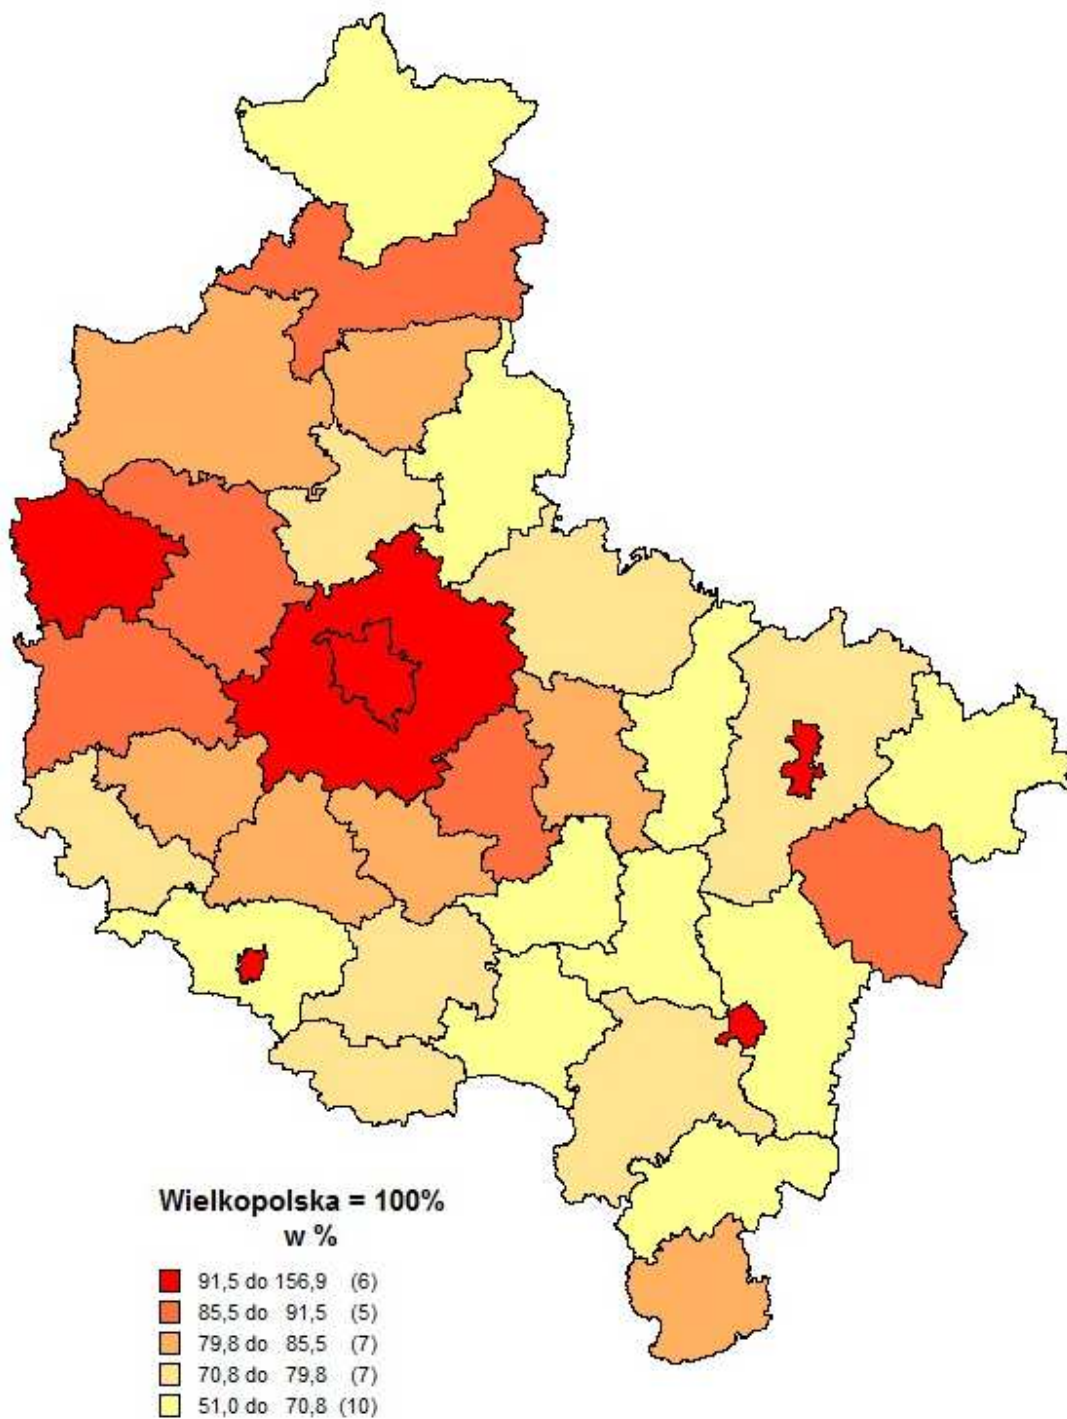 Wielkopolska = 100%
w %
91,5 do 156,9 (6)
85,5 do 91,5 (5)
79,8 do 85,5 (7)
70,8 do 79,8 (7)
51,0 do 70,8 (10)